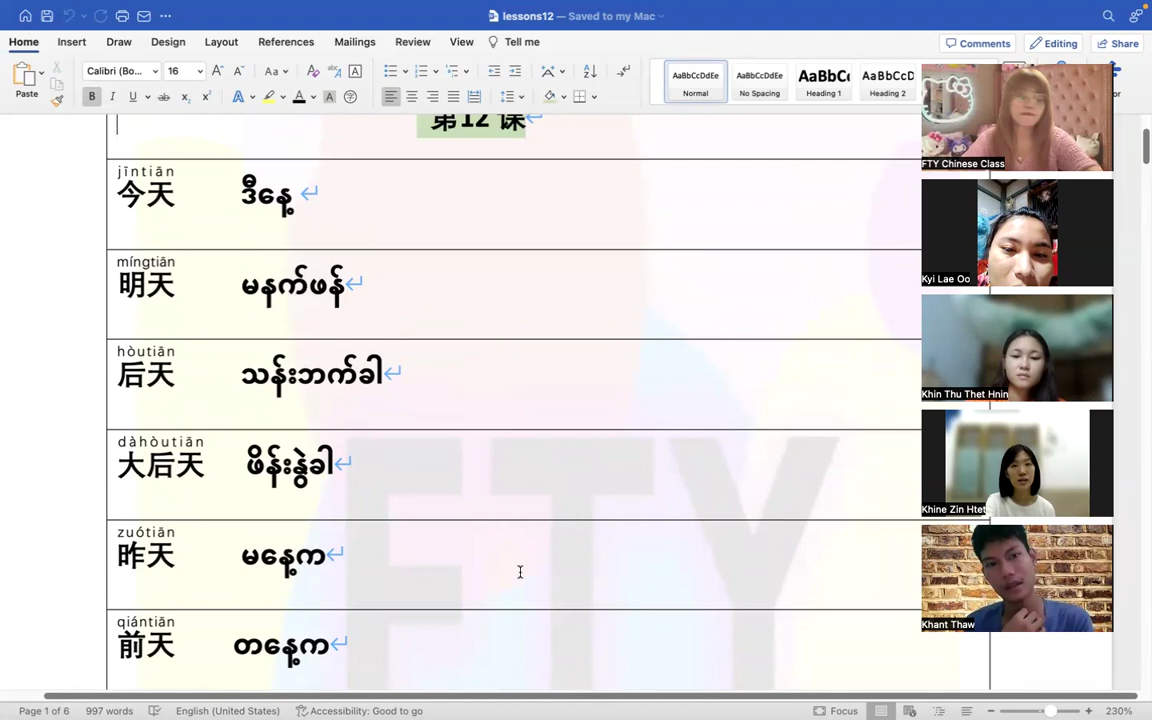 lessons12 — Saved to my Mac
Home Insert Draw Design Layout References Mailings Review View Tell me
Comments Editing Share
Paste
Calibri (Bo... 16
AaBbCcDdEe AaBbCcDdEe AaBbCc AaBbCcD
Normal No Spacing Heading 1 Heading 2
第12 课
jīntiān
今天 ဒီနေ့
míngtiān
明天 မနက်ဖန်
hòutiān
后天 သန်းဘက်ခါ
dàhòutiān
大后天 ဖိန်းနွဲခါ
zuótiān
昨天 မနေ့က
qiántiān
前天 တနေ့က
FTY
FTY Chinese Class
Kyi Lae Oo
Khin Thu Thet Hnin
Khine Zin Htet
Khant Thaw
Page 1 of 6 997 words English (United States) Accessibility: Good to go Focus 230%